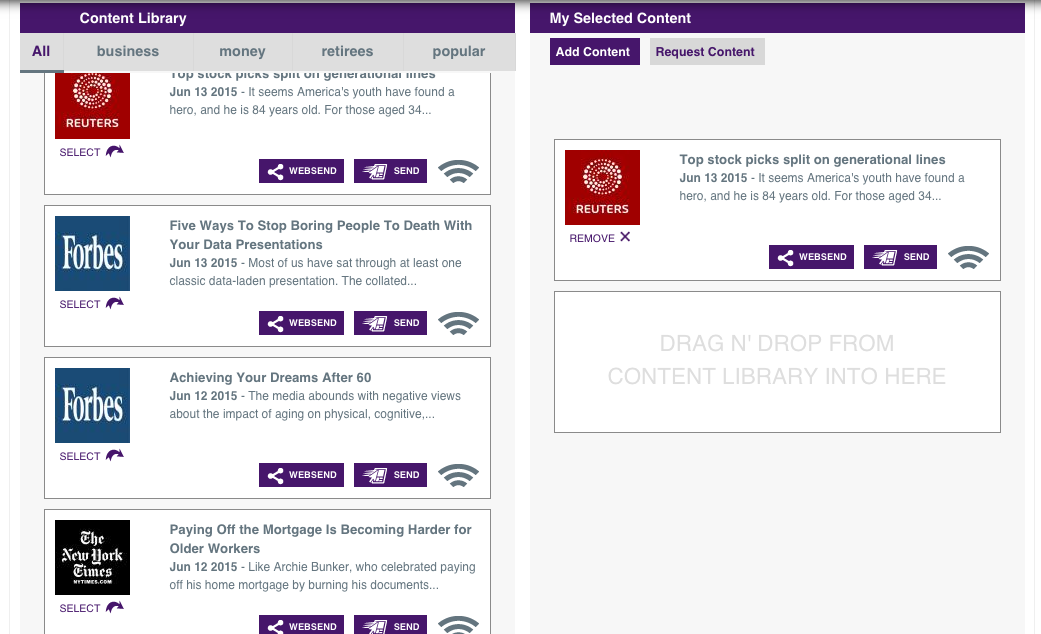 Content Library
All business money retirees popular
Top stock picks split on generational lines
Jun 13 2015 - It seems America's youth have found a
hero, and he is 84 years old. For those aged 34...
REUTERS
SELECT
WEBSEND SEND
Forbes
Five Ways To Stop Boring People To Death With
Your Data Presentations
Jun 13 2015 - Most of us have sat through at least one
classic data-laden presentation. The collated...
SELECT
WEBSEND SEND
Forbes
Achieving Your Dreams After 60
Jun 12 2015 - The media abounds with negative views
about the impact of aging on physical, cognitive,...
SELECT
WEBSEND SEND
The
New York
Times
NYTIMES.COM
Paying Off the Mortgage Is Becoming Harder for
Older Workers
Jun 12 2015 - Like Archie Bunker, who celebrated paying
off his home mortgage by burning his documents...
SELECT
WEBSEND SEND
My Selected Content
Add Content Request Content
REUTERS
Top stock picks split on generational lines
Jun 13 2015 - It seems America's youth have found a
hero, and he is 84 years old. For those aged 34...
REMOVE X
WEBSEND SEND
DRAG N' DROP FROM
CONTENT LIBRARY INTO HERE